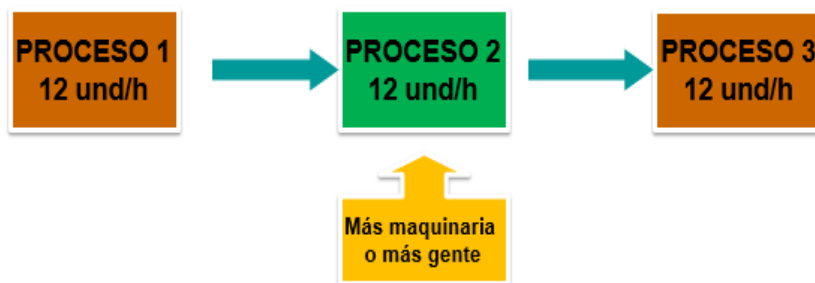 PROCESO 1
12 und/h
PROCESO 2
12 und/h
PROCESO 3
12 und/h
Más maquinaria
o más gente